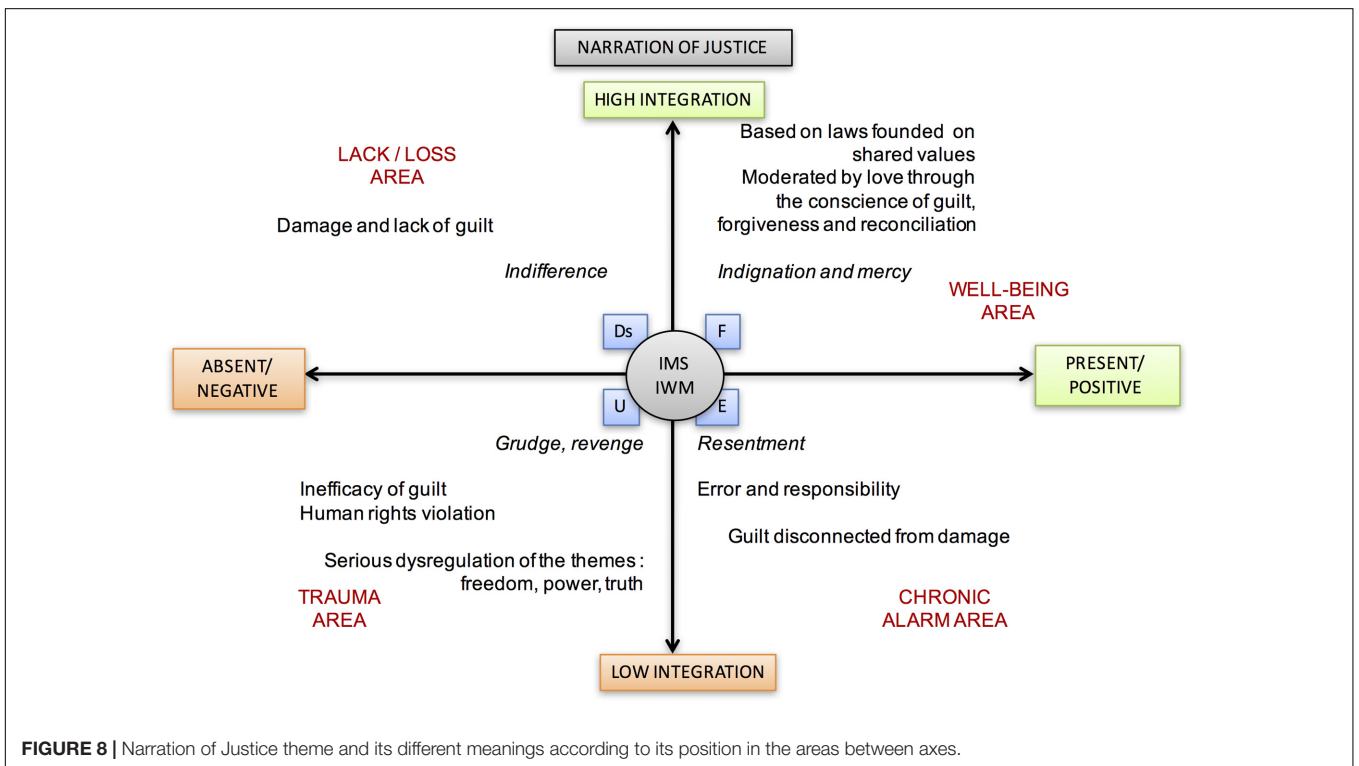 NARRATION OF JUSTICE
HIGH INTEGRATION
LACK / LOSS
AREA
Damage and lack of guilt
Indifference
Based on laws founded on
shared values
Moderated by love through
the conscience of guilt,
forgiveness and reconciliation
Indignation and mercy
WELL-BEING
AREA
Ds
F
ABSENT/
NEGATIVE
IMS
IWM
PRESENT/
POSITIVE
U
E
Grudge, revenge
Inefficacy of guilt
Human rights violation
Serious dysregulation of the themes :
freedom, power, truth
TRAUMA
AREA
Resentment
Error and responsibility
Guilt disconnected from damage
CHRONIC
ALARM AREA
LOW INTEGRATION
FIGURE 8 | Narration of Justice theme and its different meanings according to its position in the areas between axes.